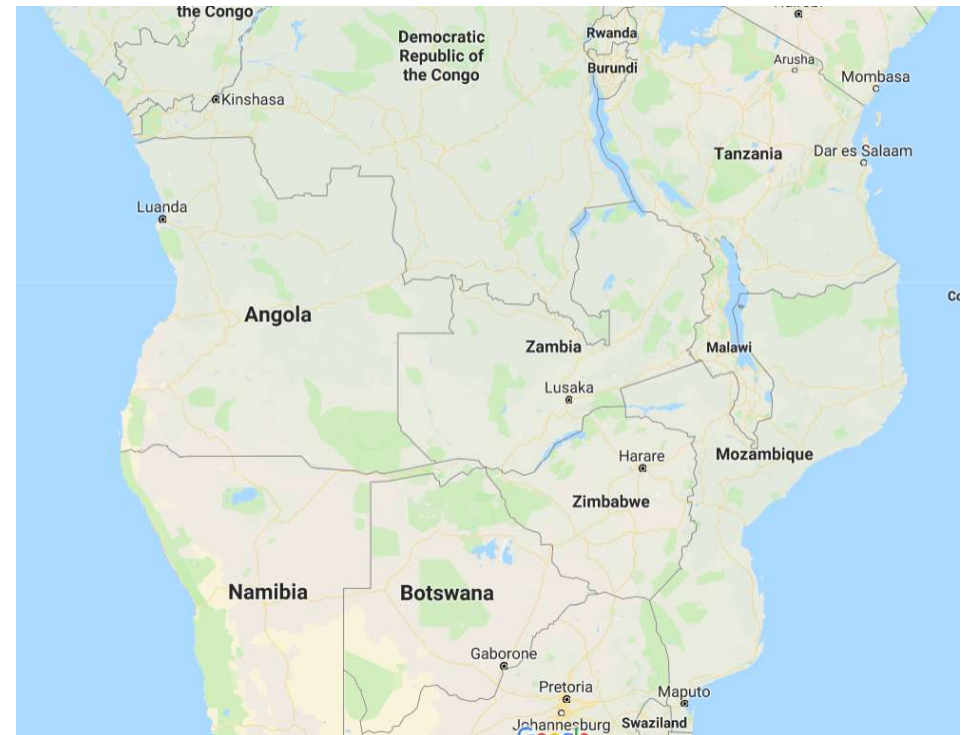 the Congo
Democratic
Republic of
the Congo
Rwanda
Burundi
Arusha
Mombasa
Kinshasa
Tanzania
Dar es Salaam
Luanda
Angola
Zambia
Malawi
Lusaka
Harare
Mozambique
Zimbabwe
Namibia
Botswana
Gaborone
Pretoria
Maputo
Johannesburg
Swaziland